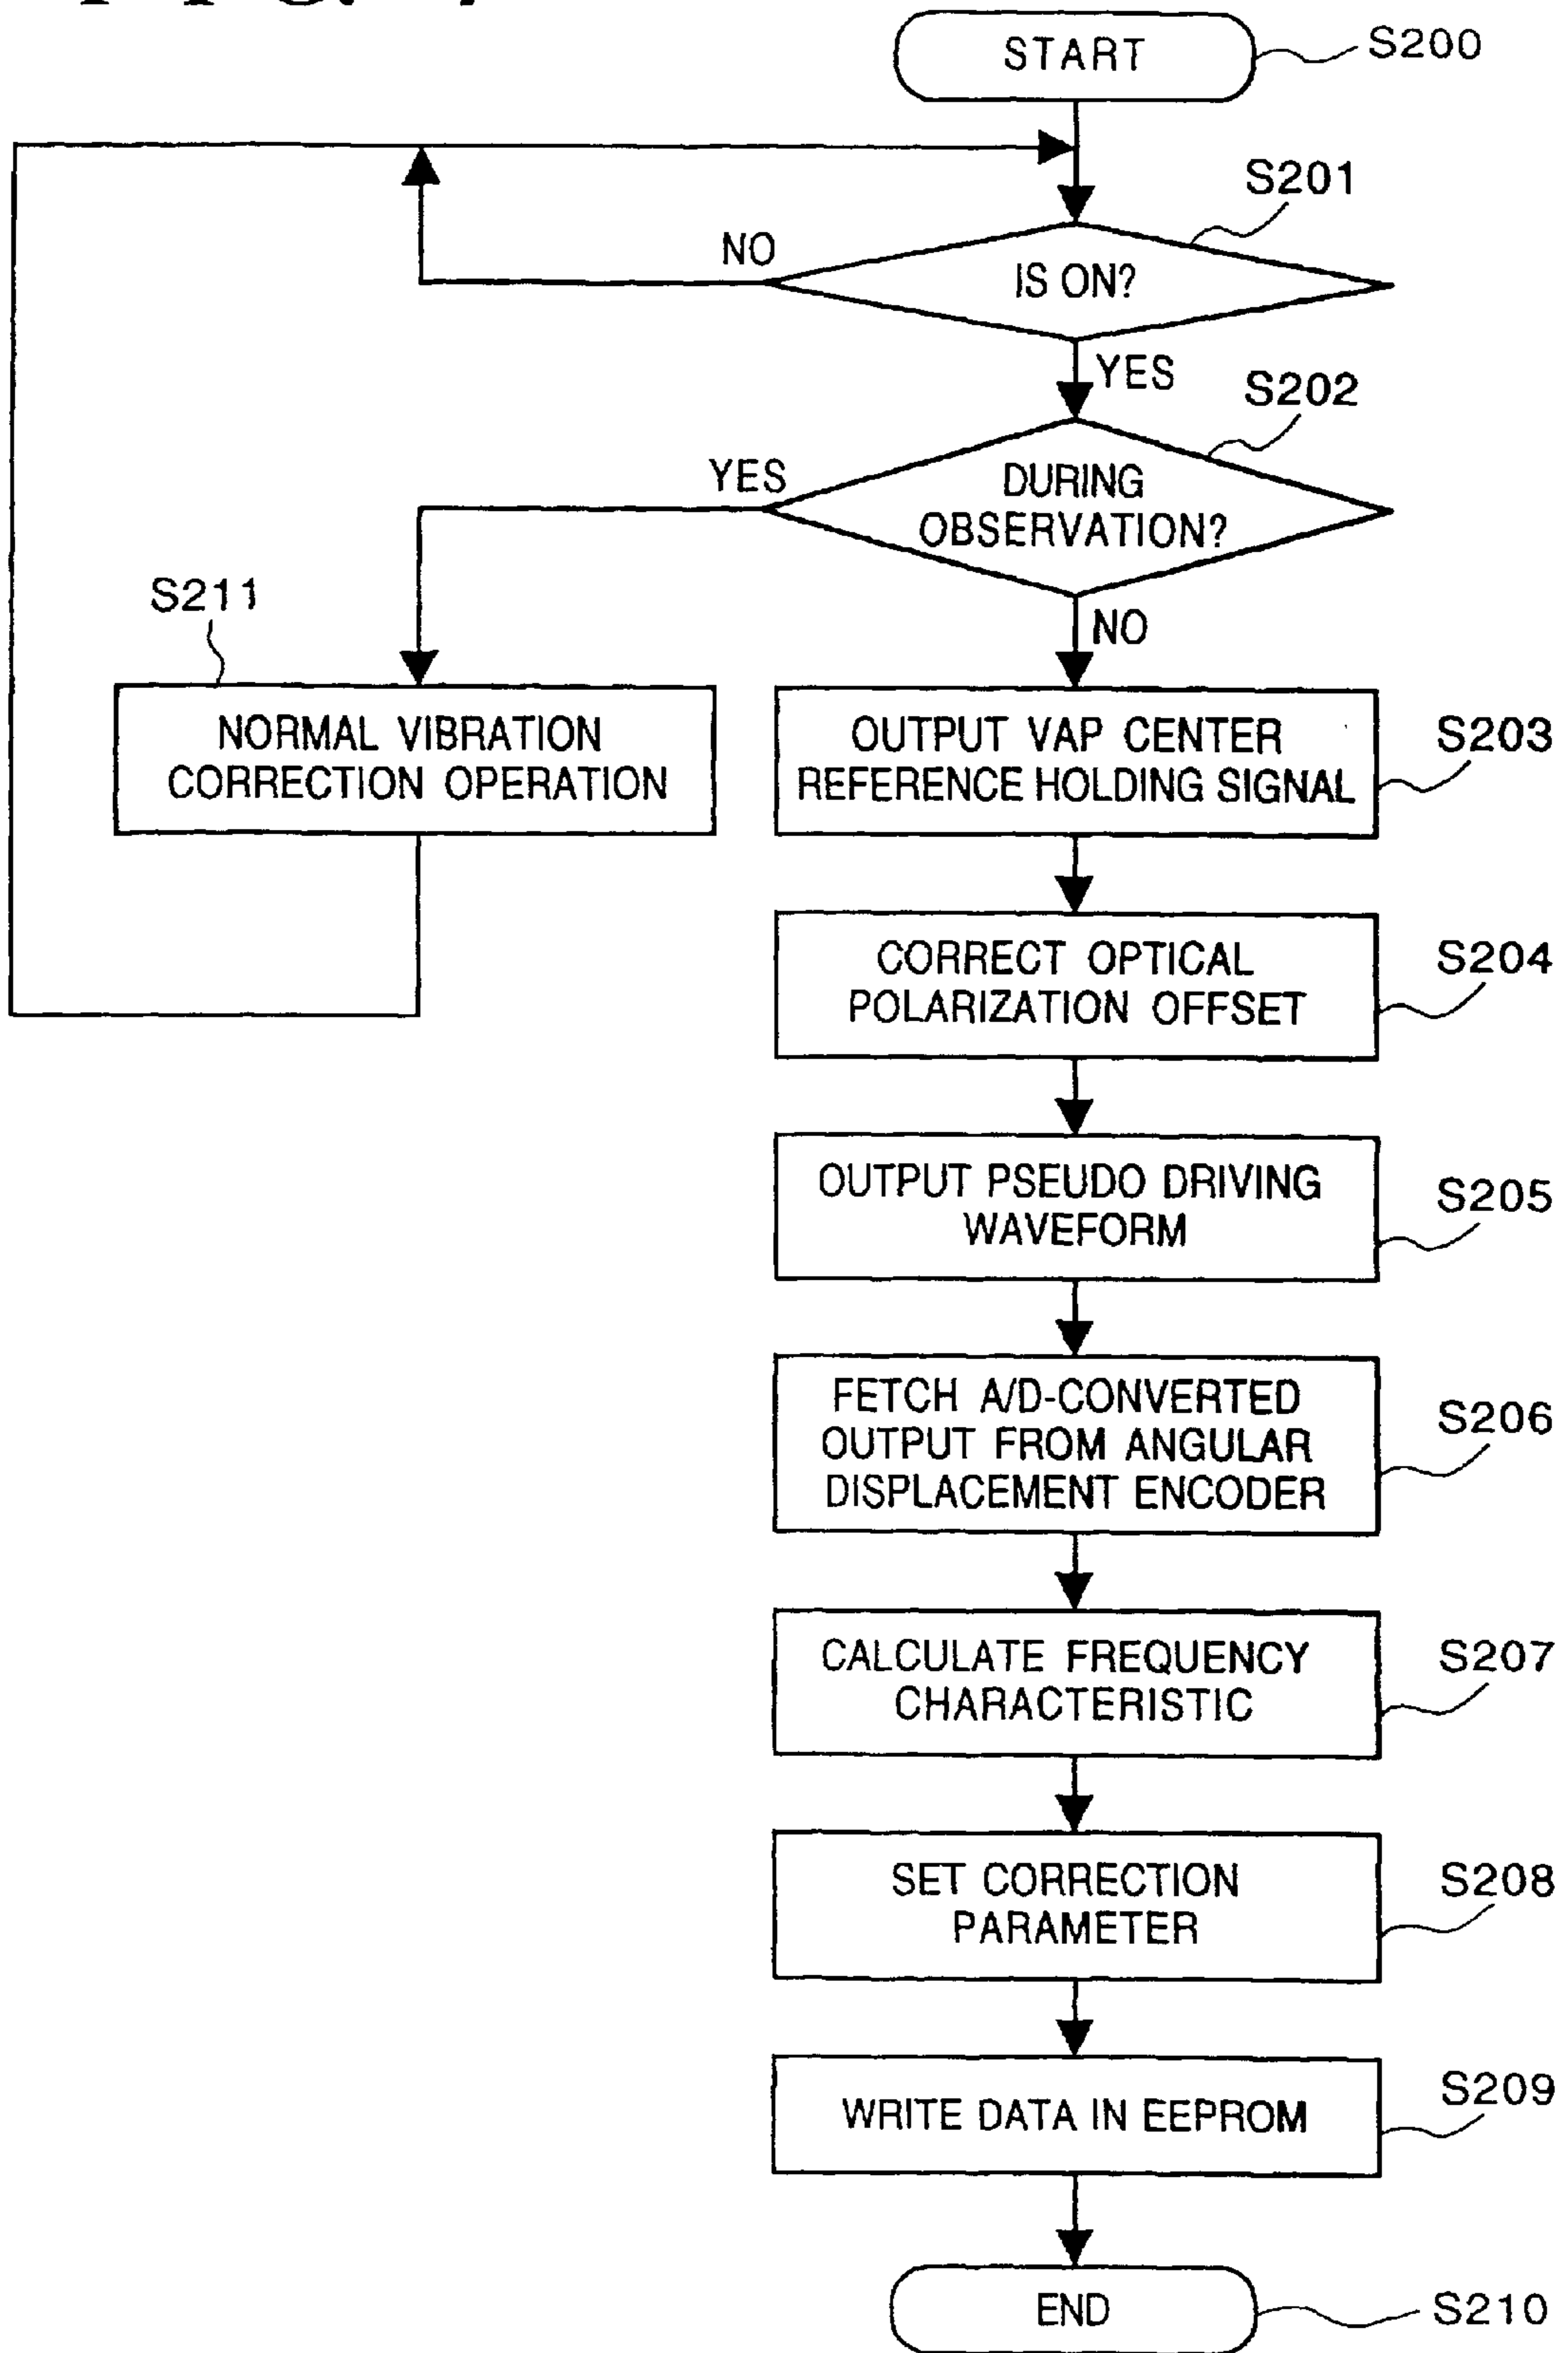 START
S200
S201
NO
IS ON?
YES
S202
YES
DURING
OBSERVATION?
NO
S211
NORMAL VIBRATION
CORRECTION OPERATION
OUTPUT VAP CENTER
REFERENCE HOLDING SIGNAL
S203
CORRECT OPTICAL
POLARIZATION OFFSET
S204
OUTPUT PSEUDO DRIVING
WAVEFORM
S205
FETCH A/D-CONVERTED
OUTPUT FROM ANGULAR
DISPLACEMENT ENCODER
S206
CALCULATE FREQUENCY
CHARACTERISTIC
S207
SET CORRECTION
PARAMETER
S208
WRITE DATA IN EEPROM
S209
END
S210